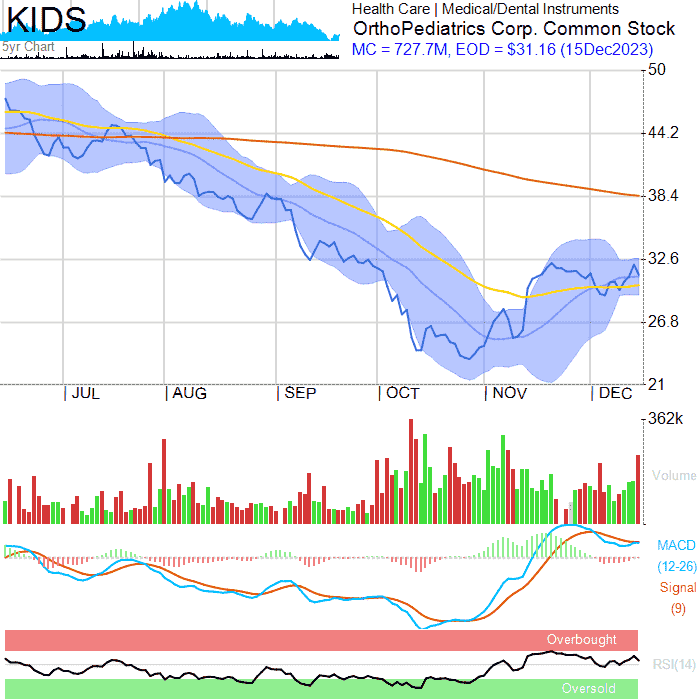 KIDS
5yr Chart
Health Care | Medical/Dental Instruments
OrthoPediatrics Corp. Common Stock
MC = 727.7M, EOD = $31.16 (15Dec2023)
50
44.2
38.4
32.6
26.8
21
| JUL | AUG | SEP | OCT | NOV | DEC
362k
Volume
MACD
(12-26)
Signal
(9)
Overbought
RSI(14)
Oversold